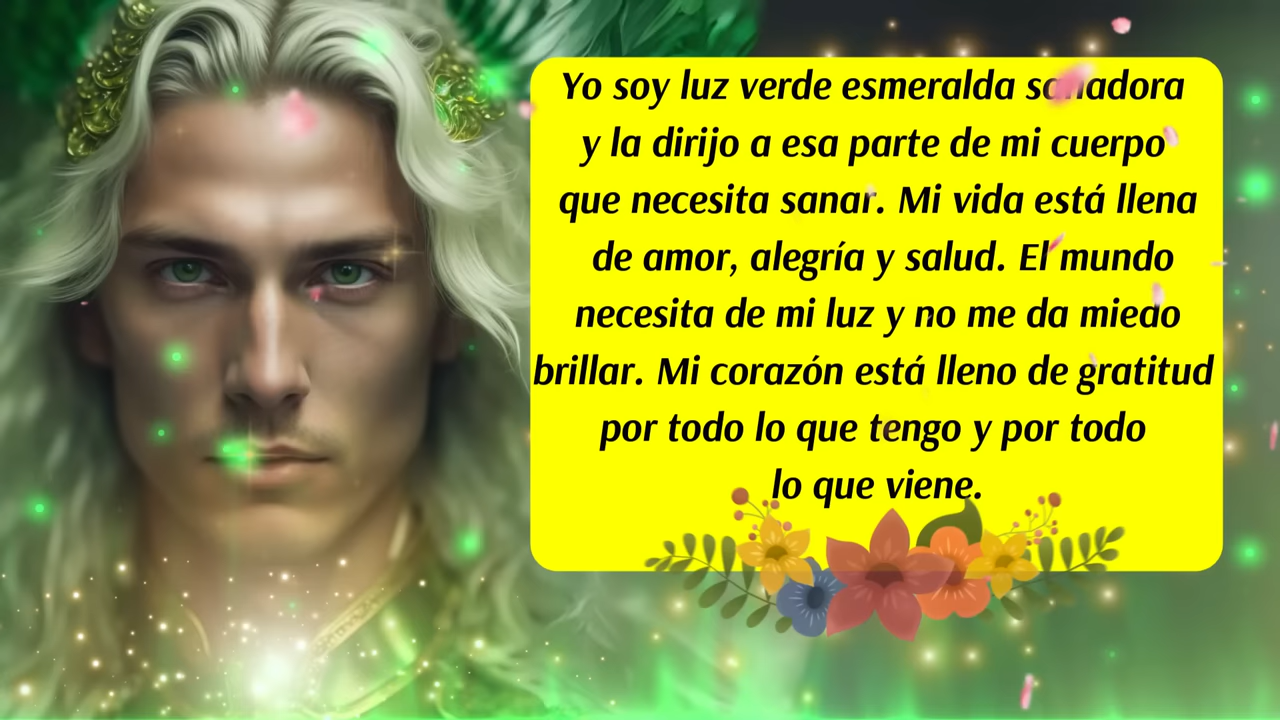 Yo soy luz verde esmeralda sanadora
y la dirijo a esa parte de mi cuerpo
que necesita sanar. Mi vida está llena
de amor, alegría y salud. El mundo
necesita de mi luz y no me da miedo
brillar. Mi corazón está lleno de gratitud
por todo lo que tengo y por todo
lo que viene.